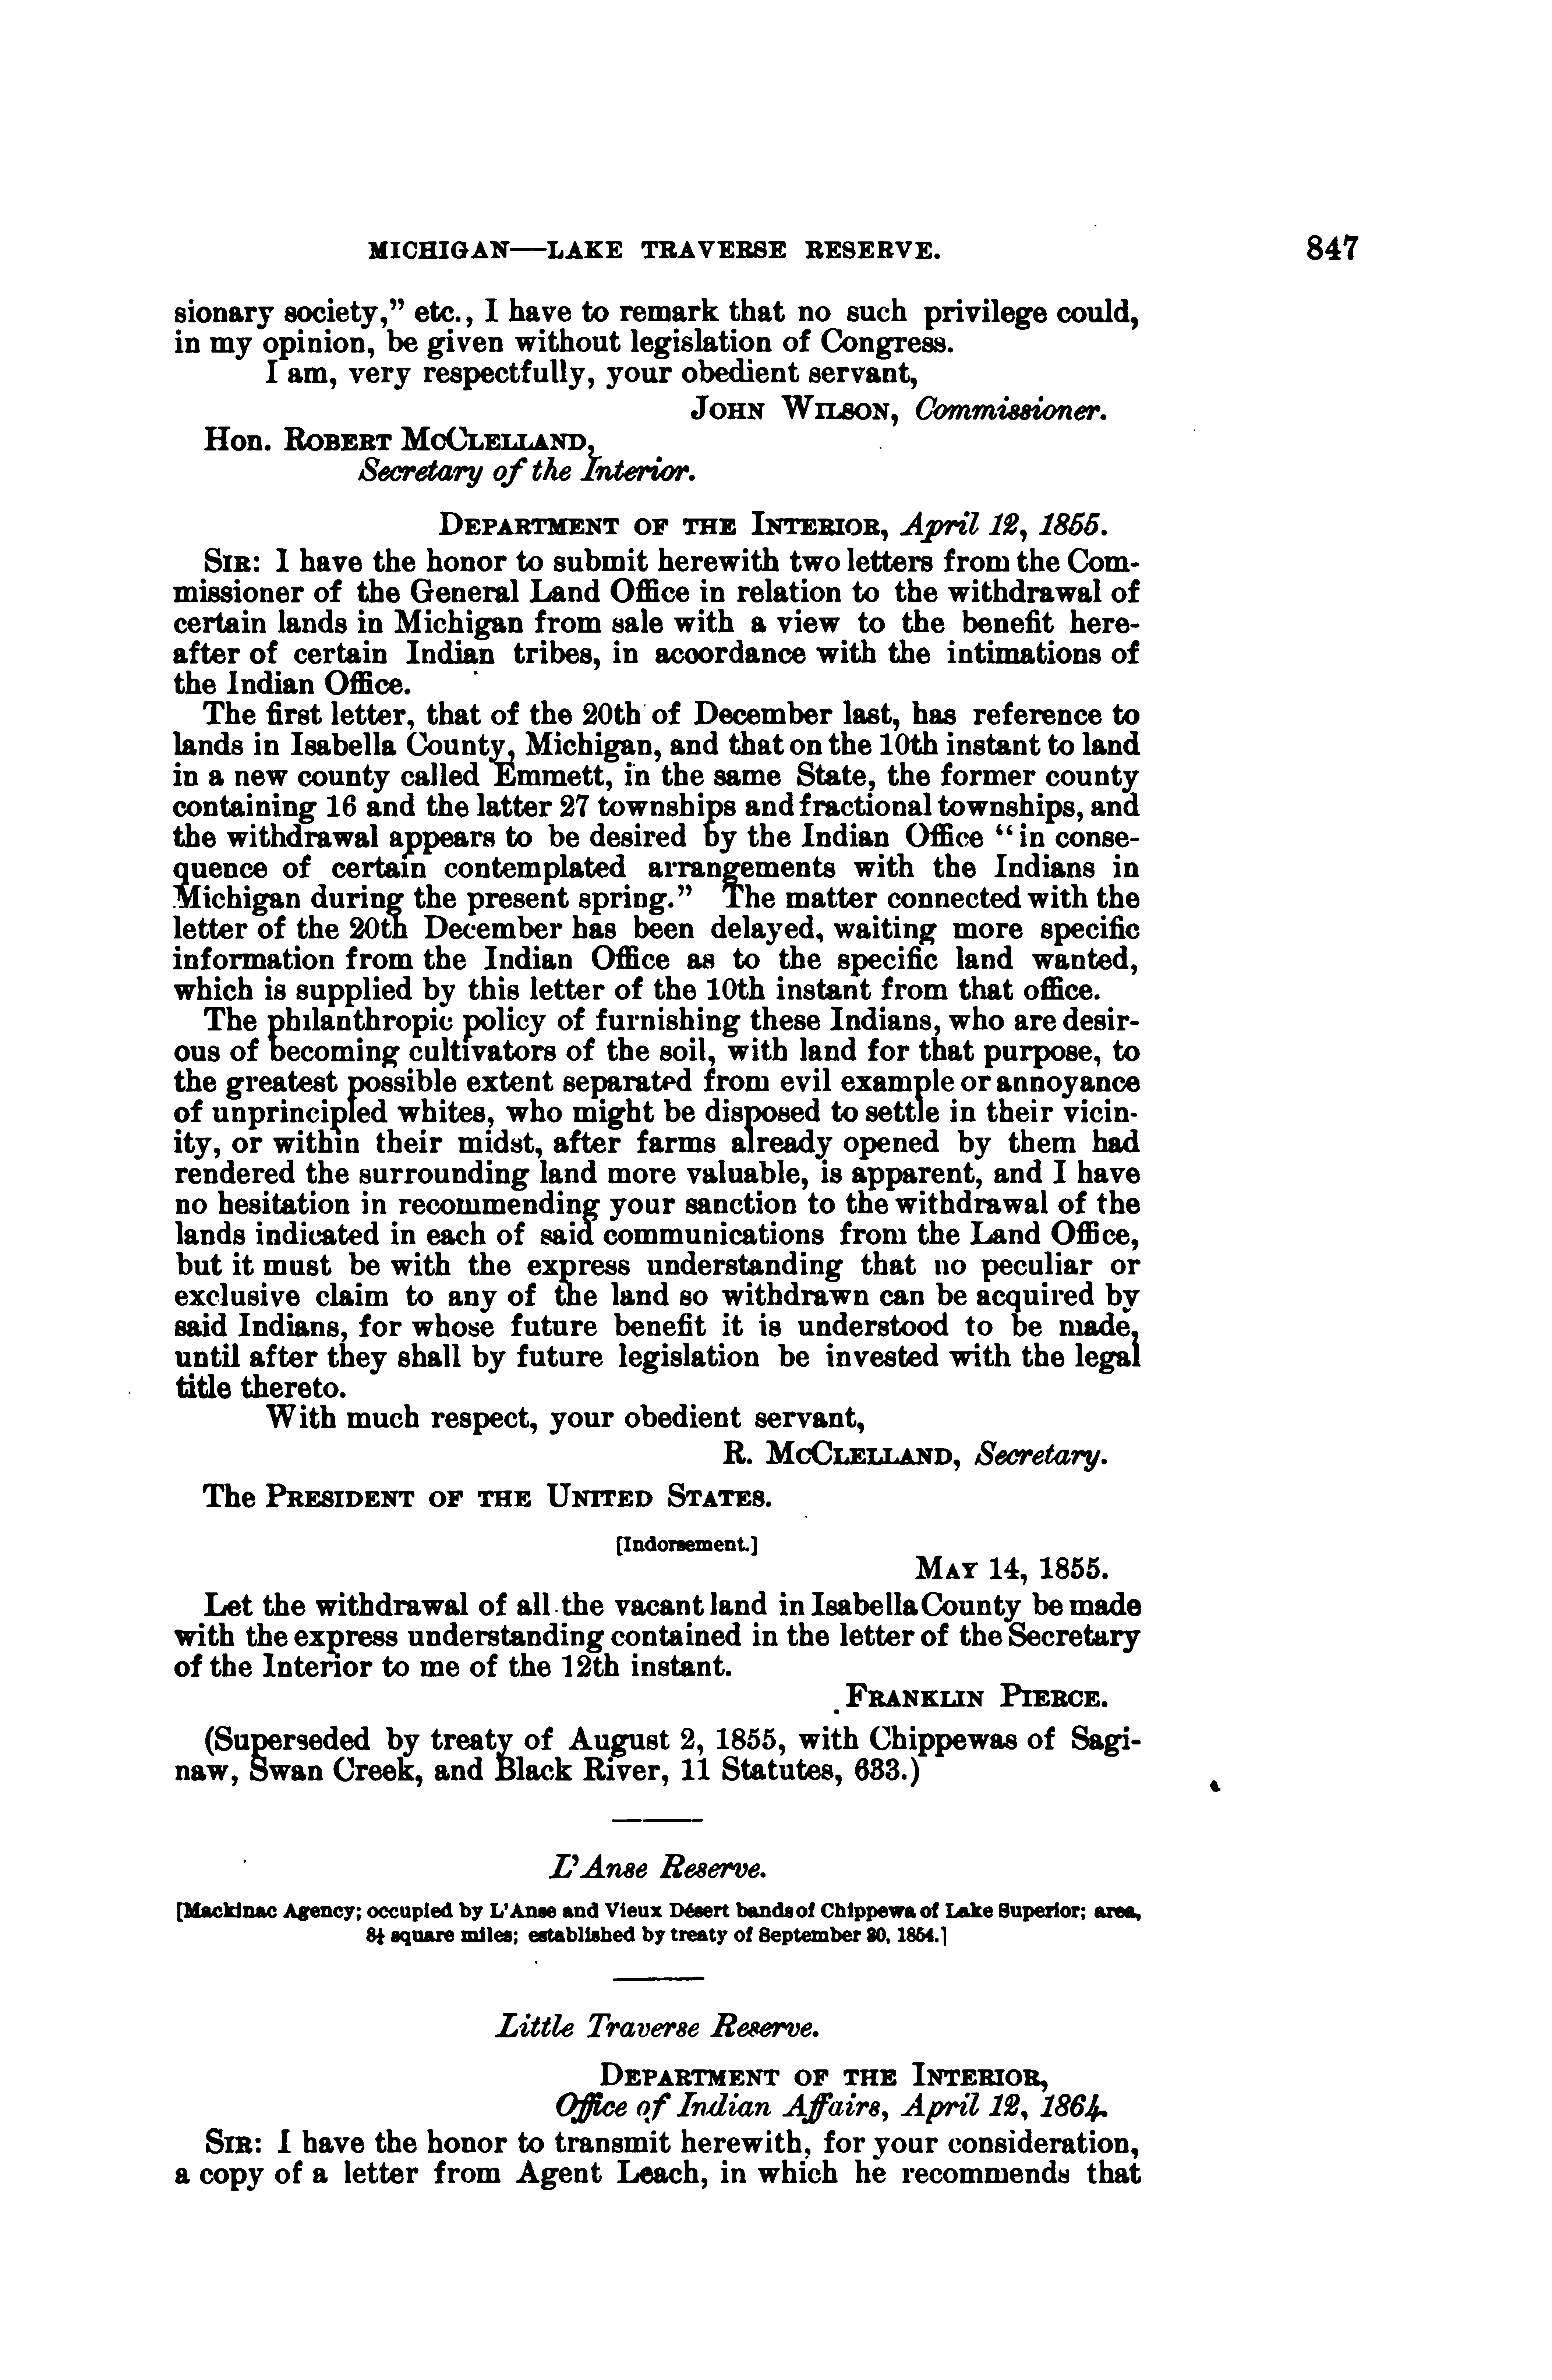 MICHIGAN—LAKE TRAVERSE RESERVE. 847
sionary society,” etc., I have to remark that no such privilege could,
in my opinion, be given without legislation of Congress.
I am, very respectfully, your obedient servant,
JOHN WILSON, Commissioner.
Hon. ROBERT MCCLELLAND,
Secretary of the Interior.
DEPARTMENT OF THE INTERIOR, April 12, 1855.
SIR: I have the honor to submit herewith two letters from the Com-
missioner of the General Land Office in relation to the withdrawal of
certain lands in Michigan from sale with a view to the benefit here-
after of certain Indian tribes, in accordance with the intimations of
the Indian Office.
The first letter, that of the 20th of December last, has reference to
lands in Isabella County, Michigan, and that on the 10th instant to land
in a new county called Emmett, in the same State, the former county
containing 16 and the latter 27 townships and fractional townships, and
the withdrawal appears to be desired by the Indian Office “in conse-
quence of certain contemplated arrangements with the Indians in
Michigan during the present spring.” The matter connected with the
letter of the 20th December has been delayed, waiting more specific
information from the Indian Office as to the specific land wanted,
which is supplied by this letter of the 10th instant from that office.
The philanthropic policy of furnishing these Indians, who are desir-
ous of becoming cultivators of the soil, with land for that purpose, to
the greatest possible extent separated from evil example or annoyance
of unprincipled whites, who might be disposed to settle in their vicin-
ity, or within their midst, after farms already opened by them had
rendered the surrounding land more valuable, is apparent, and I have
no hesitation in recommending your sanction to the withdrawal of the
lands indicated in each of said communications from the Land Office,
but it must be with the express understanding that no peculiar or
exclusive claim to any of the land so withdrawn can be acquired by
said Indians, for whose future benefit it is understood to be made,
until after they shall by future legislation be invested with the legal
title thereto.
With much respect, your obedient servant,
R. MCCLELLAND, Secretary.
The PRESIDENT OF THE UNITED STATES.
[Indorsement.]
MAY 14, 1855.
Let the withdrawal of all the vacant land in Isabella County be made
with the express understanding contained in the letter of the Secretary
of the Interior to me of the 12th instant.
FRANKLIN PIERCE.
(Superseded by treaty of August 2, 1855, with Chippewas of Sagi-
naw, Swan Creek, and Black River, 11 Statutes, 633.)
L’Anse Reserve.
[Mackinac Agency; occupied by L’Anse and Vieux Désert bands of Chippewa of Lake Superior; area,
square miles; established by treaty of September 30, 1854.]
Little Traverse Reserve.
DEPARTMENT OF THE INTERIOR,
Office of Indian Affairs, April 12, 1864.
SIR: I have the honor to transmit herewith, for your consideration,
a copy of a letter from Agent Leach, in which he recommends that